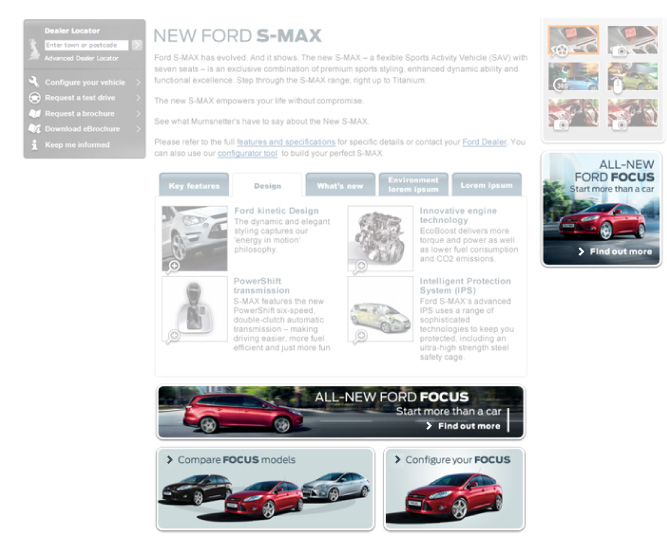 Dealer Locator
Enter town or postcode
Advanced Dealer Locator
Configure your vehicle
Request a test drive
Request a brochure
Download eBrochure
Keep me informed
NEW FORD S-MAX
Ford S-MAX has evolved. And it shows. The new S-MAX – a flexible Sports Activity Vehicle (SAV) with
seven seats – is an exclusive combination of premium sports styling, enhanced dynamic ability and
functional excellence. Step through the S-MAX range, right up to Titanium.
The new S-MAX empowers your life without compromise.
See what Mumsnetter's have to say about the New S-MAX.
Please refer to the full features and specifications for specific details or contact your Ford Dealer. You
can also use our configurator tool to build your perfect S-MAX.
Key features
Design
What's new
Environment
lorem ipsum
Lorem ipsum
Ford kinetic Design
The dynamic and elegant
styling captures our
'energy in motion'
philosophy.
Innovative engine
technology
EcoBoost delivers more
torque and power as well
as lower fuel consumption
and CO2 emissions.
PowerShift
transmission
S-MAX features the new
PowerShift six-speed,
double-clutch automatic
transmission – making
driving easier, more fuel
efficient and just more fun
Intelligent Protection
System (IPS)
Ford S-MAX's advanced
IPS uses a range of
sophisticated
technologies to keep you
protected, including an
ultra-high strength steel
safety cage.
ALL-NEW
FORD FOCUS
Start more than a car
Find out more
ALL-NEW FORD FOCUS
Start more than a car
Find out more
Compare FOCUS models
Configure your FOCUS